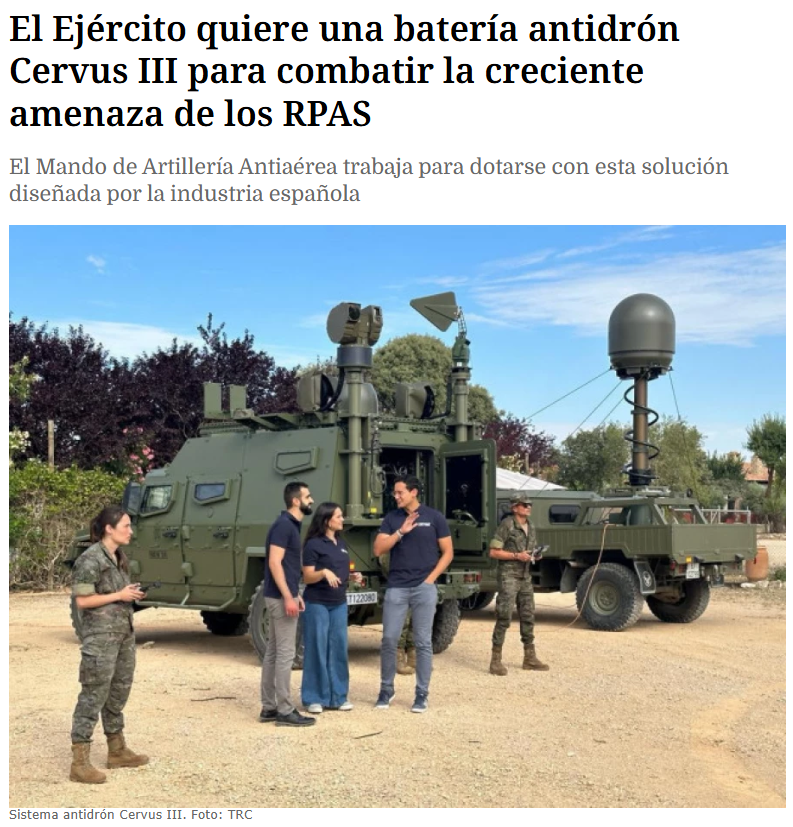 El Ejército quiere una batería antidrón
Cervus III para combatir la creciente
amenaza de los RPAS
El Mando de Artillería Antiaérea trabaja para dotarse con esta solución
diseñada por la industria española
Sistema antidrón Cervus III. Foto: TRC